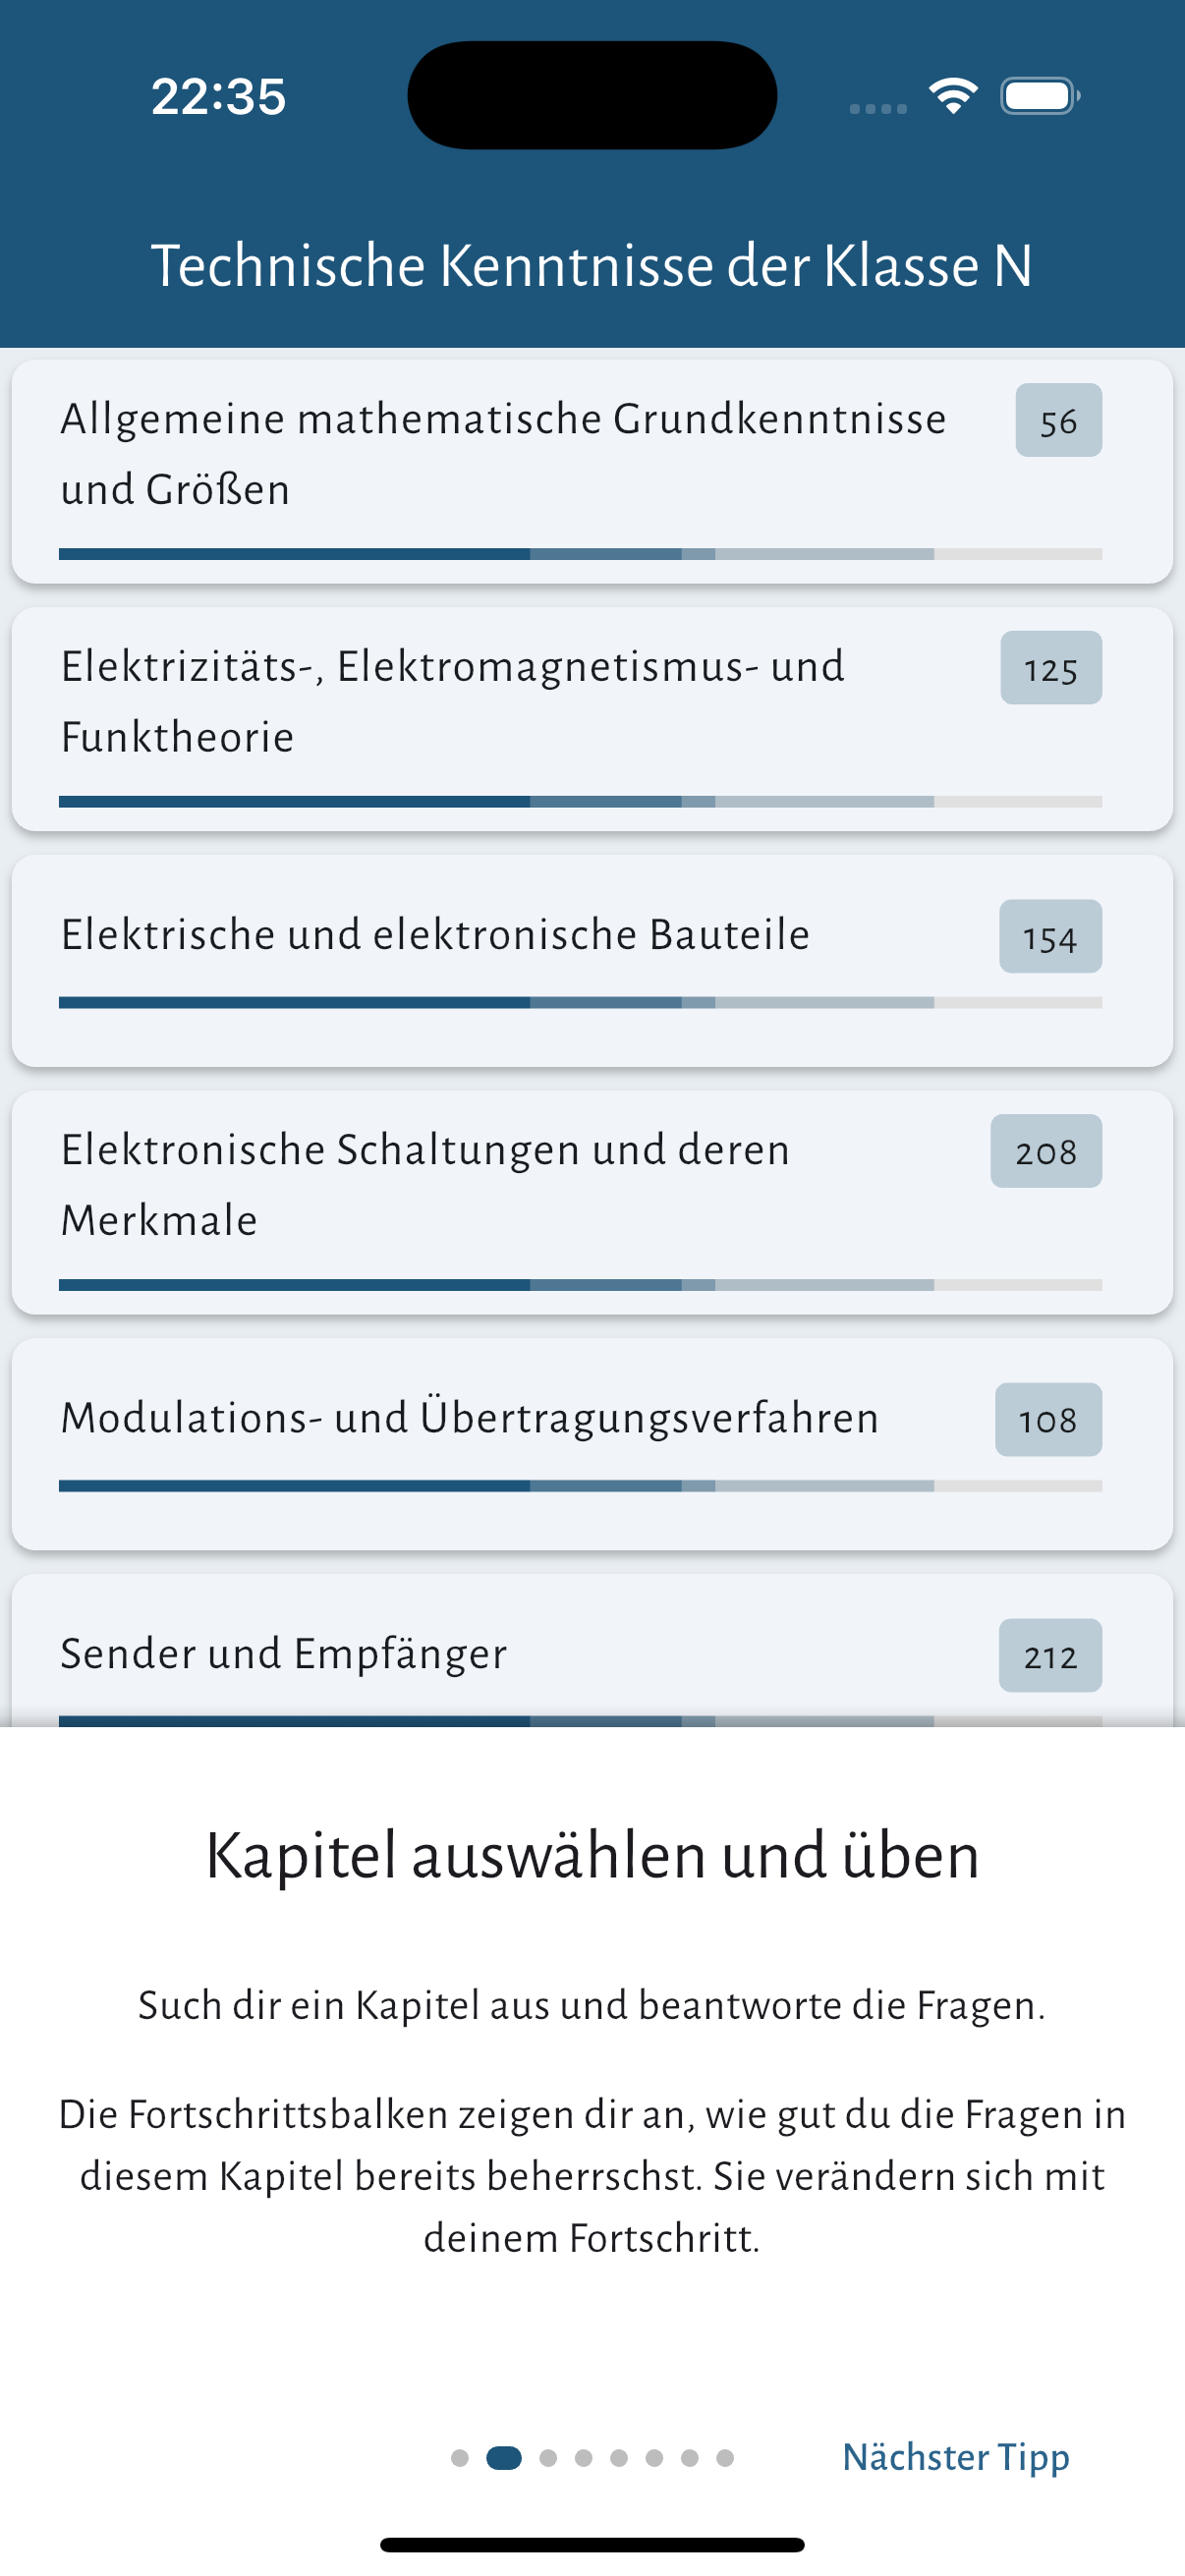 22:35
Technische Kenntnisse der Klasse N
Allgemeine mathematische Grundkenntnisse
und Größen
56
Elektrizitäts-, Elektromagnetismus- und
Funktheorie
125
Elektrische und elektronische Bauteile
154
Elektronische Schaltungen und deren
Merkmale
208
Modulations- und Übertragungsverfahren
108
Sender und Empfänger
212
Kapitel auswählen und üben
Such dir ein Kapitel aus und beantworte die Fragen.
Die Fortschrittsbalken zeigen dir an, wie gut du die Fragen in
diesem Kapitel bereits beherrschst. Sie verändern sich mit
deinem Fortschritt.
Nächster Tipp